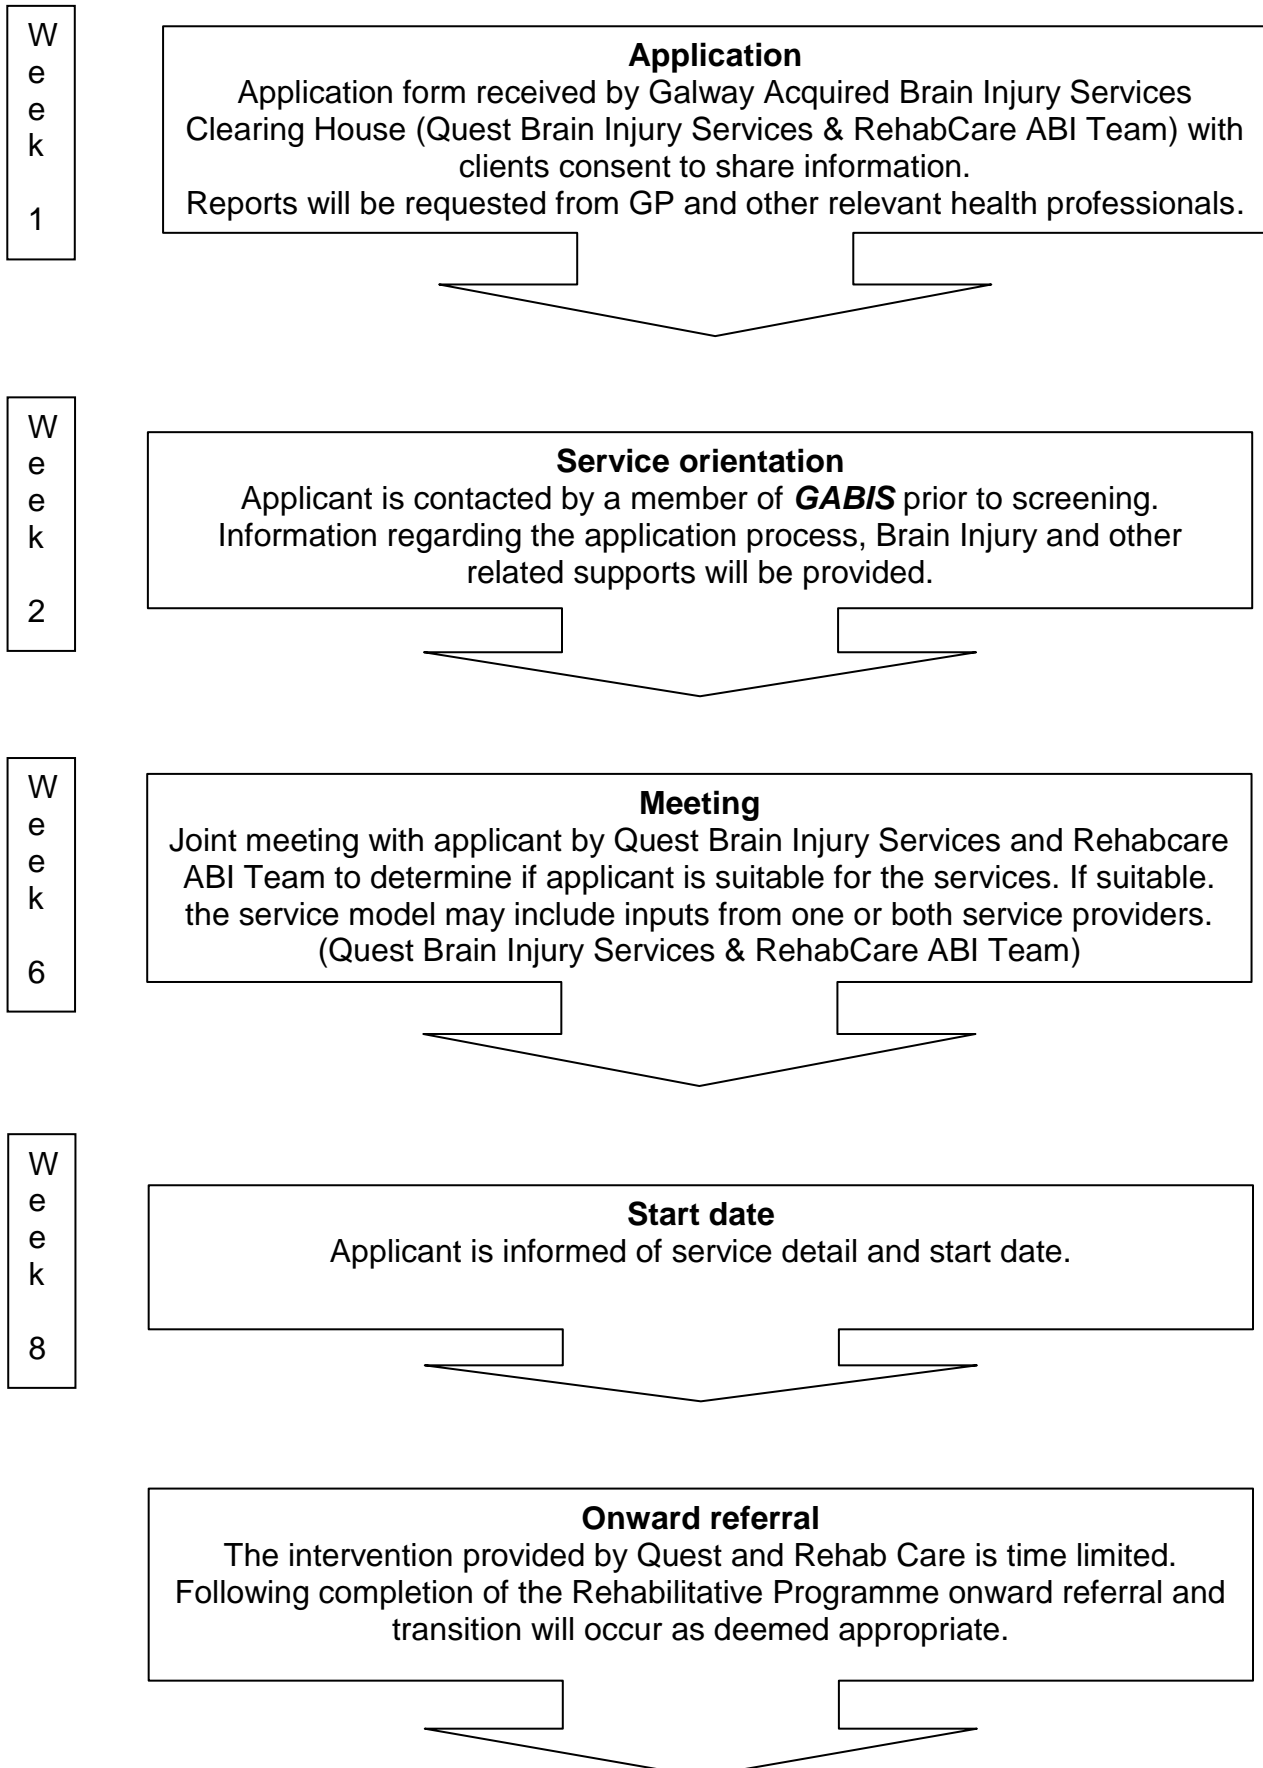 W
e
e
k
1
Application
Application form received by Galway Acquired Brain Injury Services
Clearing House (Quest Brain Injury Services & RehabCare ABI Team) with
clients consent to share information.
Reports will be requested from GP and other relevant health professionals.
W
e
e
k
2
Service orientation
Applicant is contacted by a member of GABIS prior to screening.
Information regarding the application process, Brain Injury and other
related supports will be provided.
W
e
e
k
6
Meeting
Joint meeting with applicant by Quest Brain Injury Services and Rehabcare
ABI Team to determine if applicant is suitable for the services. If suitable.
the service model may include inputs from one or both service providers.
(Quest Brain Injury Services & RehabCare ABI Team)
W
e
e
k
8
Start date
Applicant is informed of service detail and start date.
Onward referral
The intervention provided by Quest and Rehab Care is time limited.
Following completion of the Rehabilitative Programme onward referral and
transition will occur as deemed appropriate.